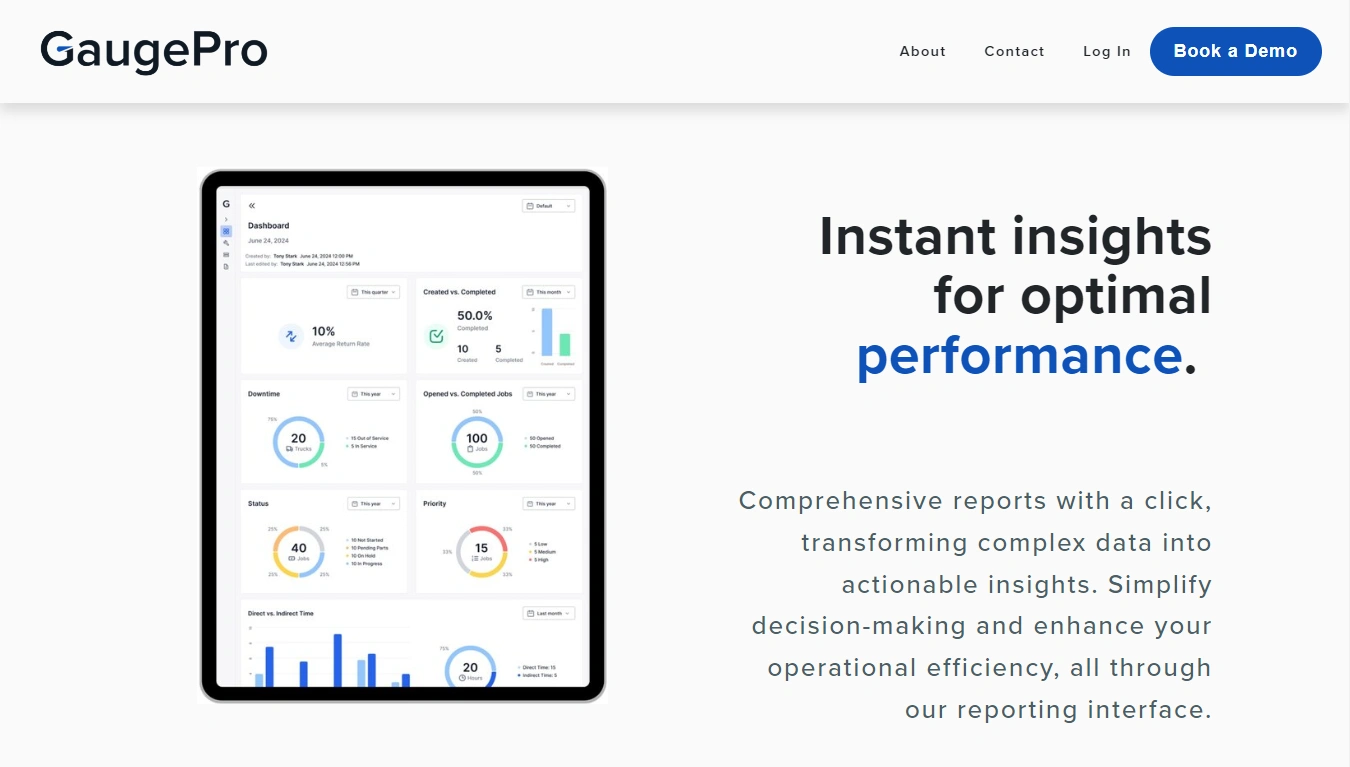 GaugePro
About
Contact
Log In
Book a Demo
G
Default
Dashboard
June 24, 2024
Created by: Tony Stark June 24, 2024 12:00 PM
Last edited by: Tony Stark June 24, 2024 12:56 PM
This quarter
10%
Average Return Rate
Created vs. Completed
This month
50.0%
Completed
10
Created
5
Completed
Created
Completed
Downtime
This year
75%
20
Trucks
5%
15 Out of Service
5 In Service
Opened vs. Completed Jobs
This year
50%
100
Jobs
50%
50 Opened
50 Completed
Status
This year
25%
25%
40
Jobs
25%
25%
10 Not Started
10 Pending Parts
10 On Hold
10 In Progress
Priority
This year
33%
33%
15
Jobs
33%
5 Low
5 Medium
5 High
Direct vs. Indirect Time
Last month
75%
20
Hours
Direct Time: 15
Indirect Time: 5
Instant insights
for optimal
performance.
Comprehensive reports with a click,
transforming complex data into
actionable insights. Simplify
decision-making and enhance your
operational efficiency, all through
our reporting interface.